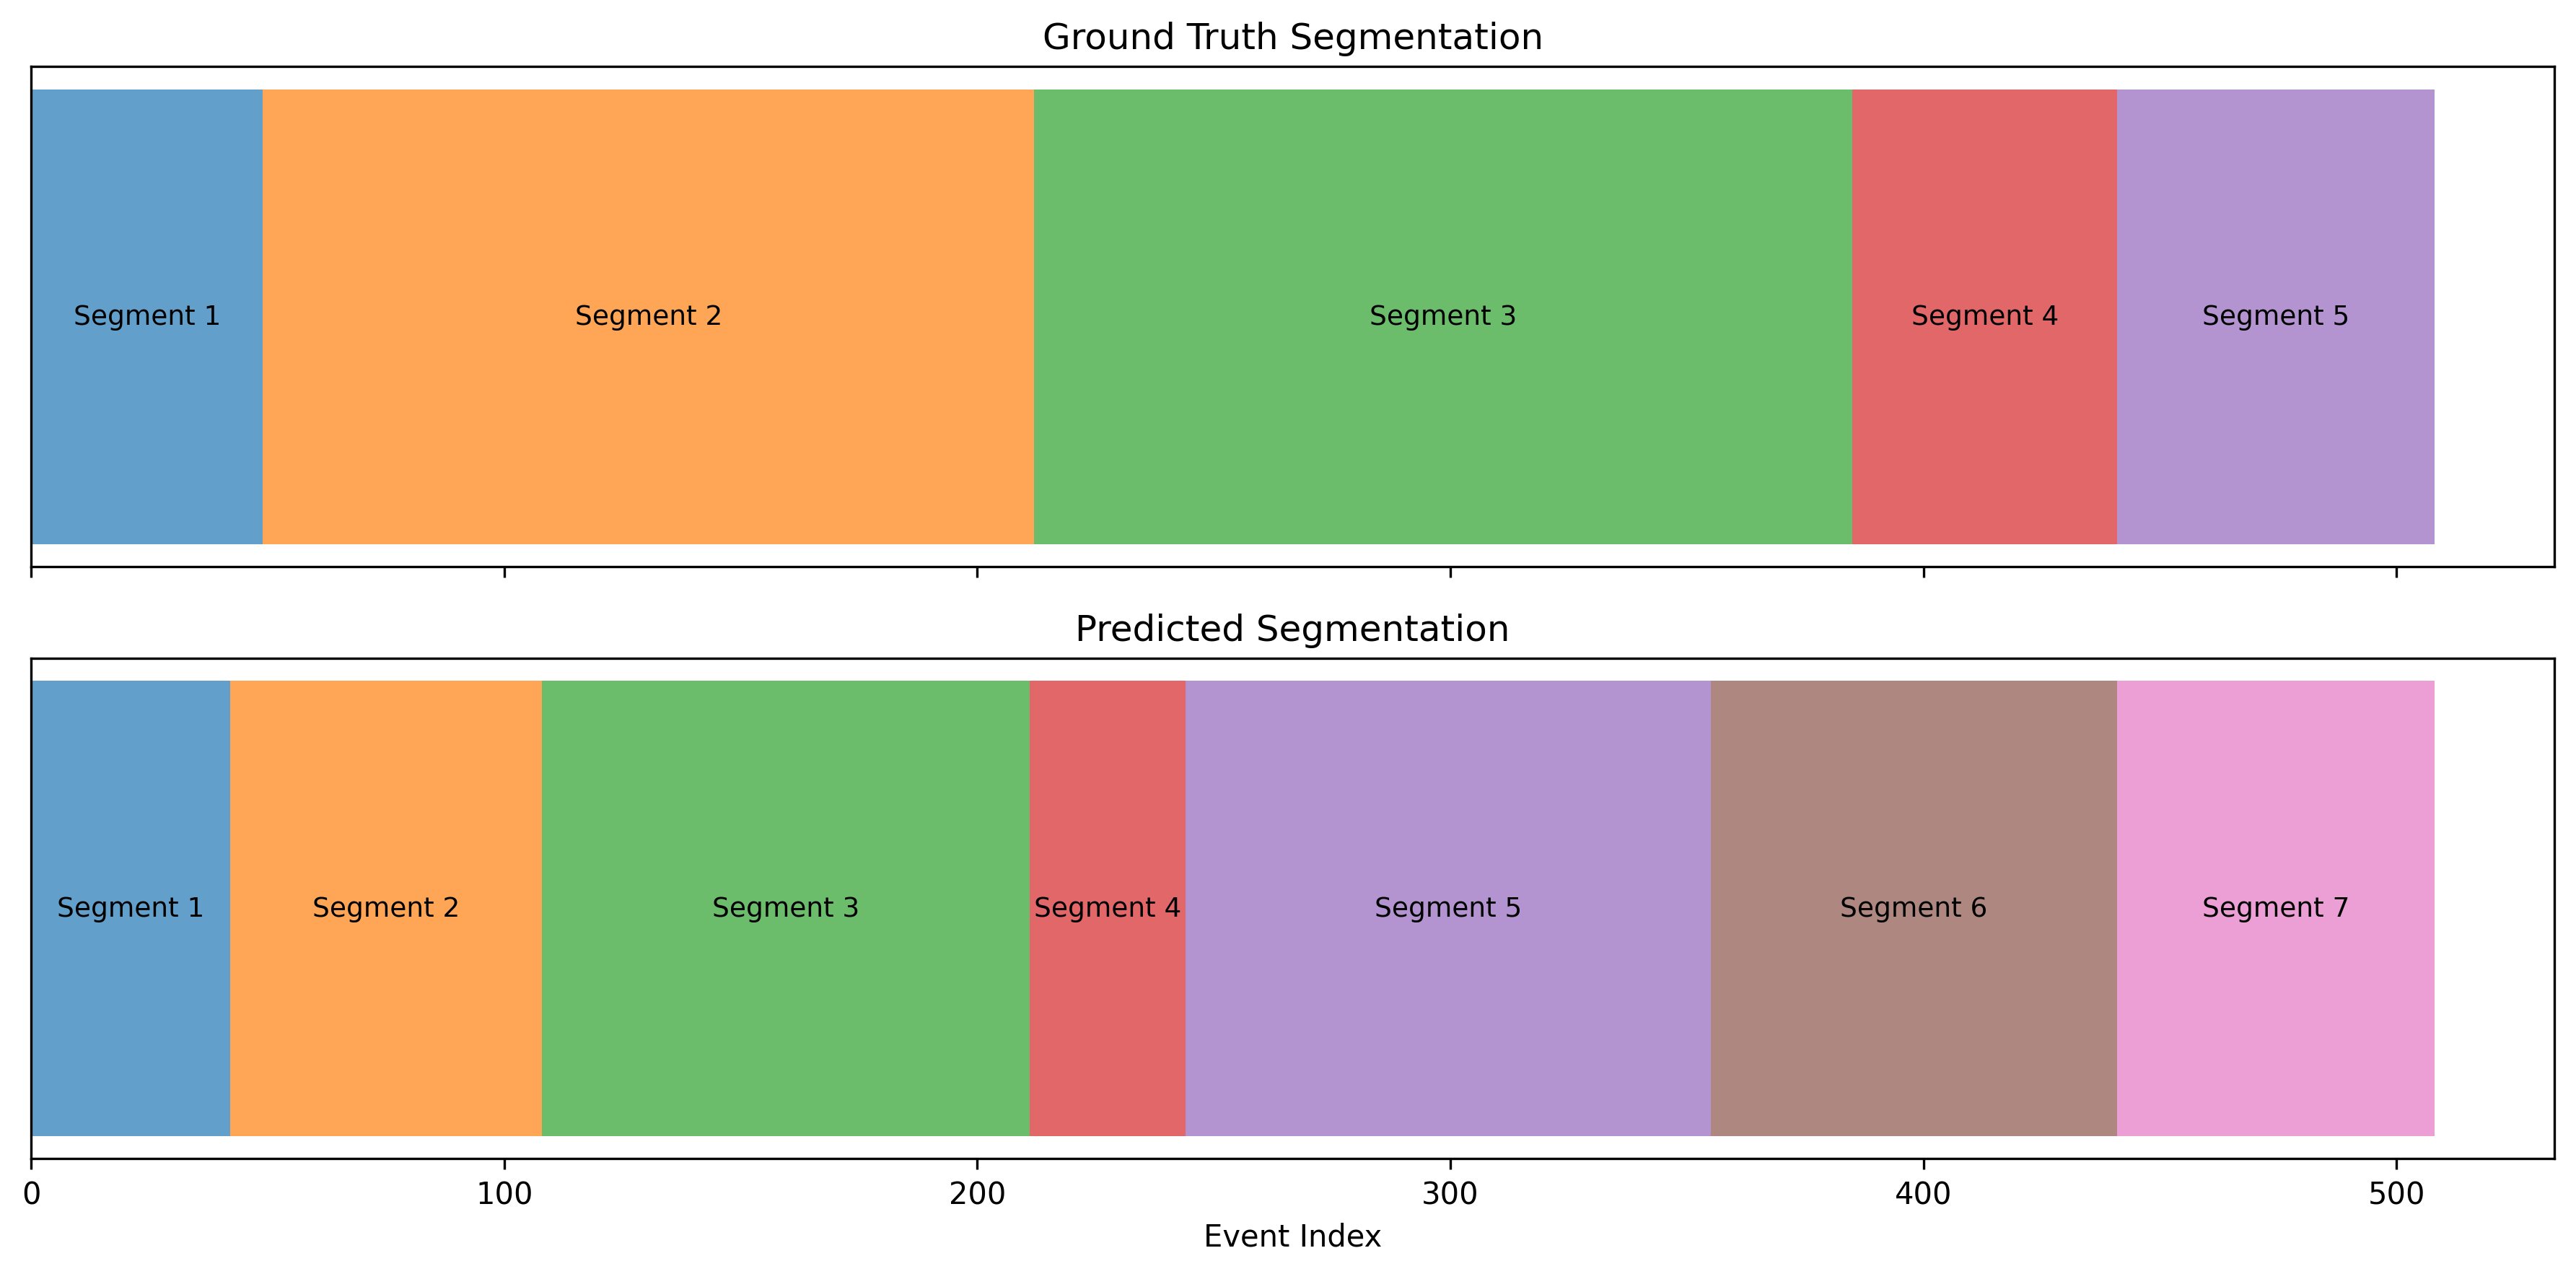 Ground Truth Segmentation
Segment 1 Segment 2 Segment 3 Segment 4 Segment 5
Predicted Segmentation
Segment 1 Segment 2 Segment 3 Segment 4 Segment 5 Segment 6 Segment 7
0 100 200 300 400 500
Event Index